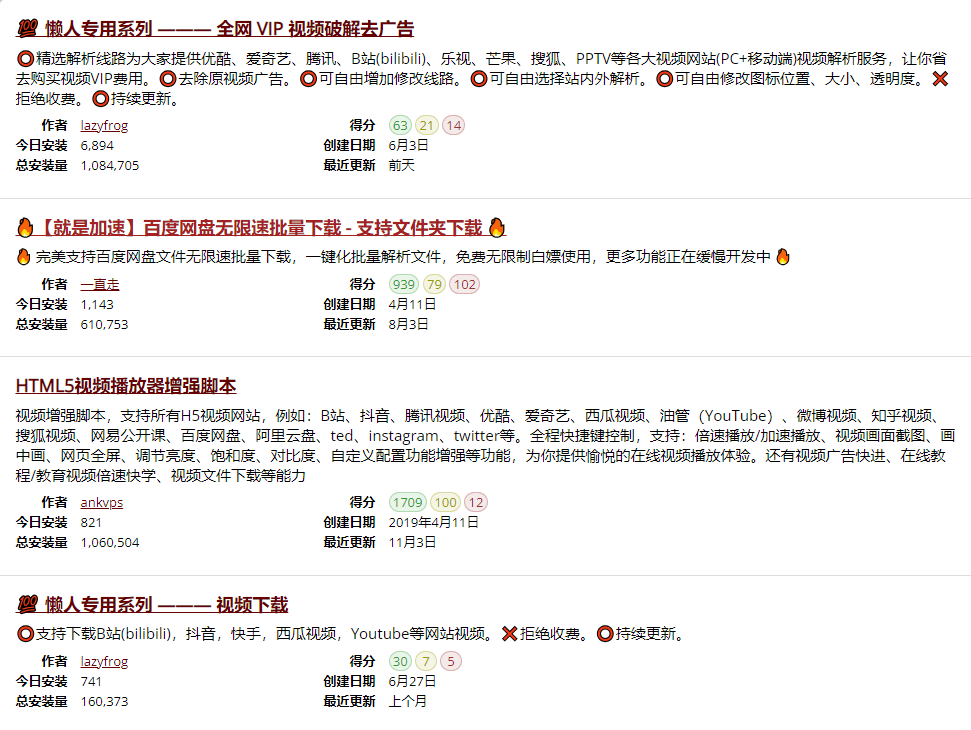 💯 懒人专用系列 ——— 全网 VIP 视频破解去广告
⭕精选解析线路为大家提供优酷、爱奇艺、腾讯、B站(bilibili)、乐视、芒果、搜狐、PPTV等各大视频网站(PC+移动端)视频解析服务，让你省
去购买视频VIP费用。⭕去除原视频广告。⭕可自由增加修改线路。⭕可自由选择站内外解析。⭕可自由修改图标位置、大小、透明度。❌
拒绝收费。⭕持续更新。
作者 lazyfrog 得分 63 21 14
今日安装 6,894 创建日期 6月3日
总安装量 1,084,705 最近更新 前天
🔥【就是加速】百度网盘无限速批量下载 - 支持文件夹下载 🔥
🔥 完美支持百度网盘文件无限速批量下载，一键化批量解析文件，免费无限制白嫖使用，更多功能正在缓慢开发中 🔥
作者 一直走 得分 939 79 102
今日安装 1,143 创建日期 4月11日
总安装量 610,753 最近更新 8月3日
HTML5视频播放器增强脚本
视频增强脚本，支持所有H5视频网站，例如：B站、抖音、腾讯视频、优酷、爱奇艺、西瓜视频、油管（YouTube）、微博视频、知乎视频、
搜狐视频、网易公开课、百度网盘、阿里云盘、ted、instagram、twitter等。全程快捷键控制，支持：倍速播放/加速播放、视频画面截图、画
中画、网页全屏、调节亮度、饱和度、对比度、自定义配置功能增强等功能，为你提供愉悦的在线视频播放体验。还有视频广告快进、在线教
程/教育视频倍速快学、视频文件下载等能力
作者 ankvps 得分 1709 100 12
今日安装 821 创建日期 2019年4月11日
总安装量 1,060,504 最近更新 11月3日
💯 懒人专用系列 ——— 视频下载
⭕支持下载B站(bilibili)，抖音，快手，西瓜视频，Youtube等网站视频。❌拒绝收费。⭕持续更新。
作者 lazyfrog 得分 30 7 5
今日安装 741 创建日期 6月27日
总安装量 160,373 最近更新 上个月